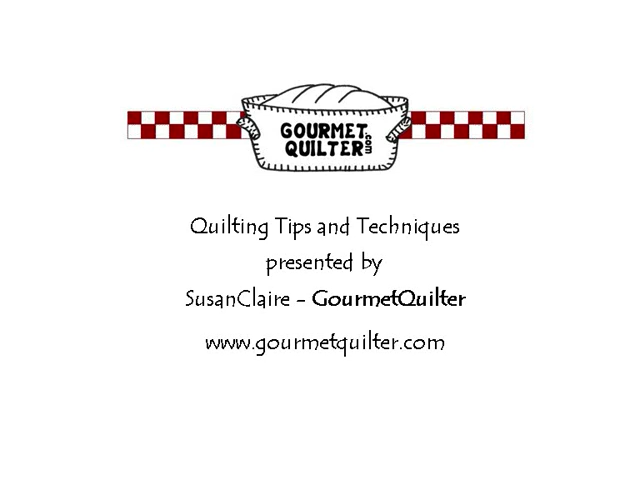 GOURMET
QUILTER.com
Quilting Tips and Techniques
presented by
SusanClaire - GourmetQuilter
www.gourmetquilter.com